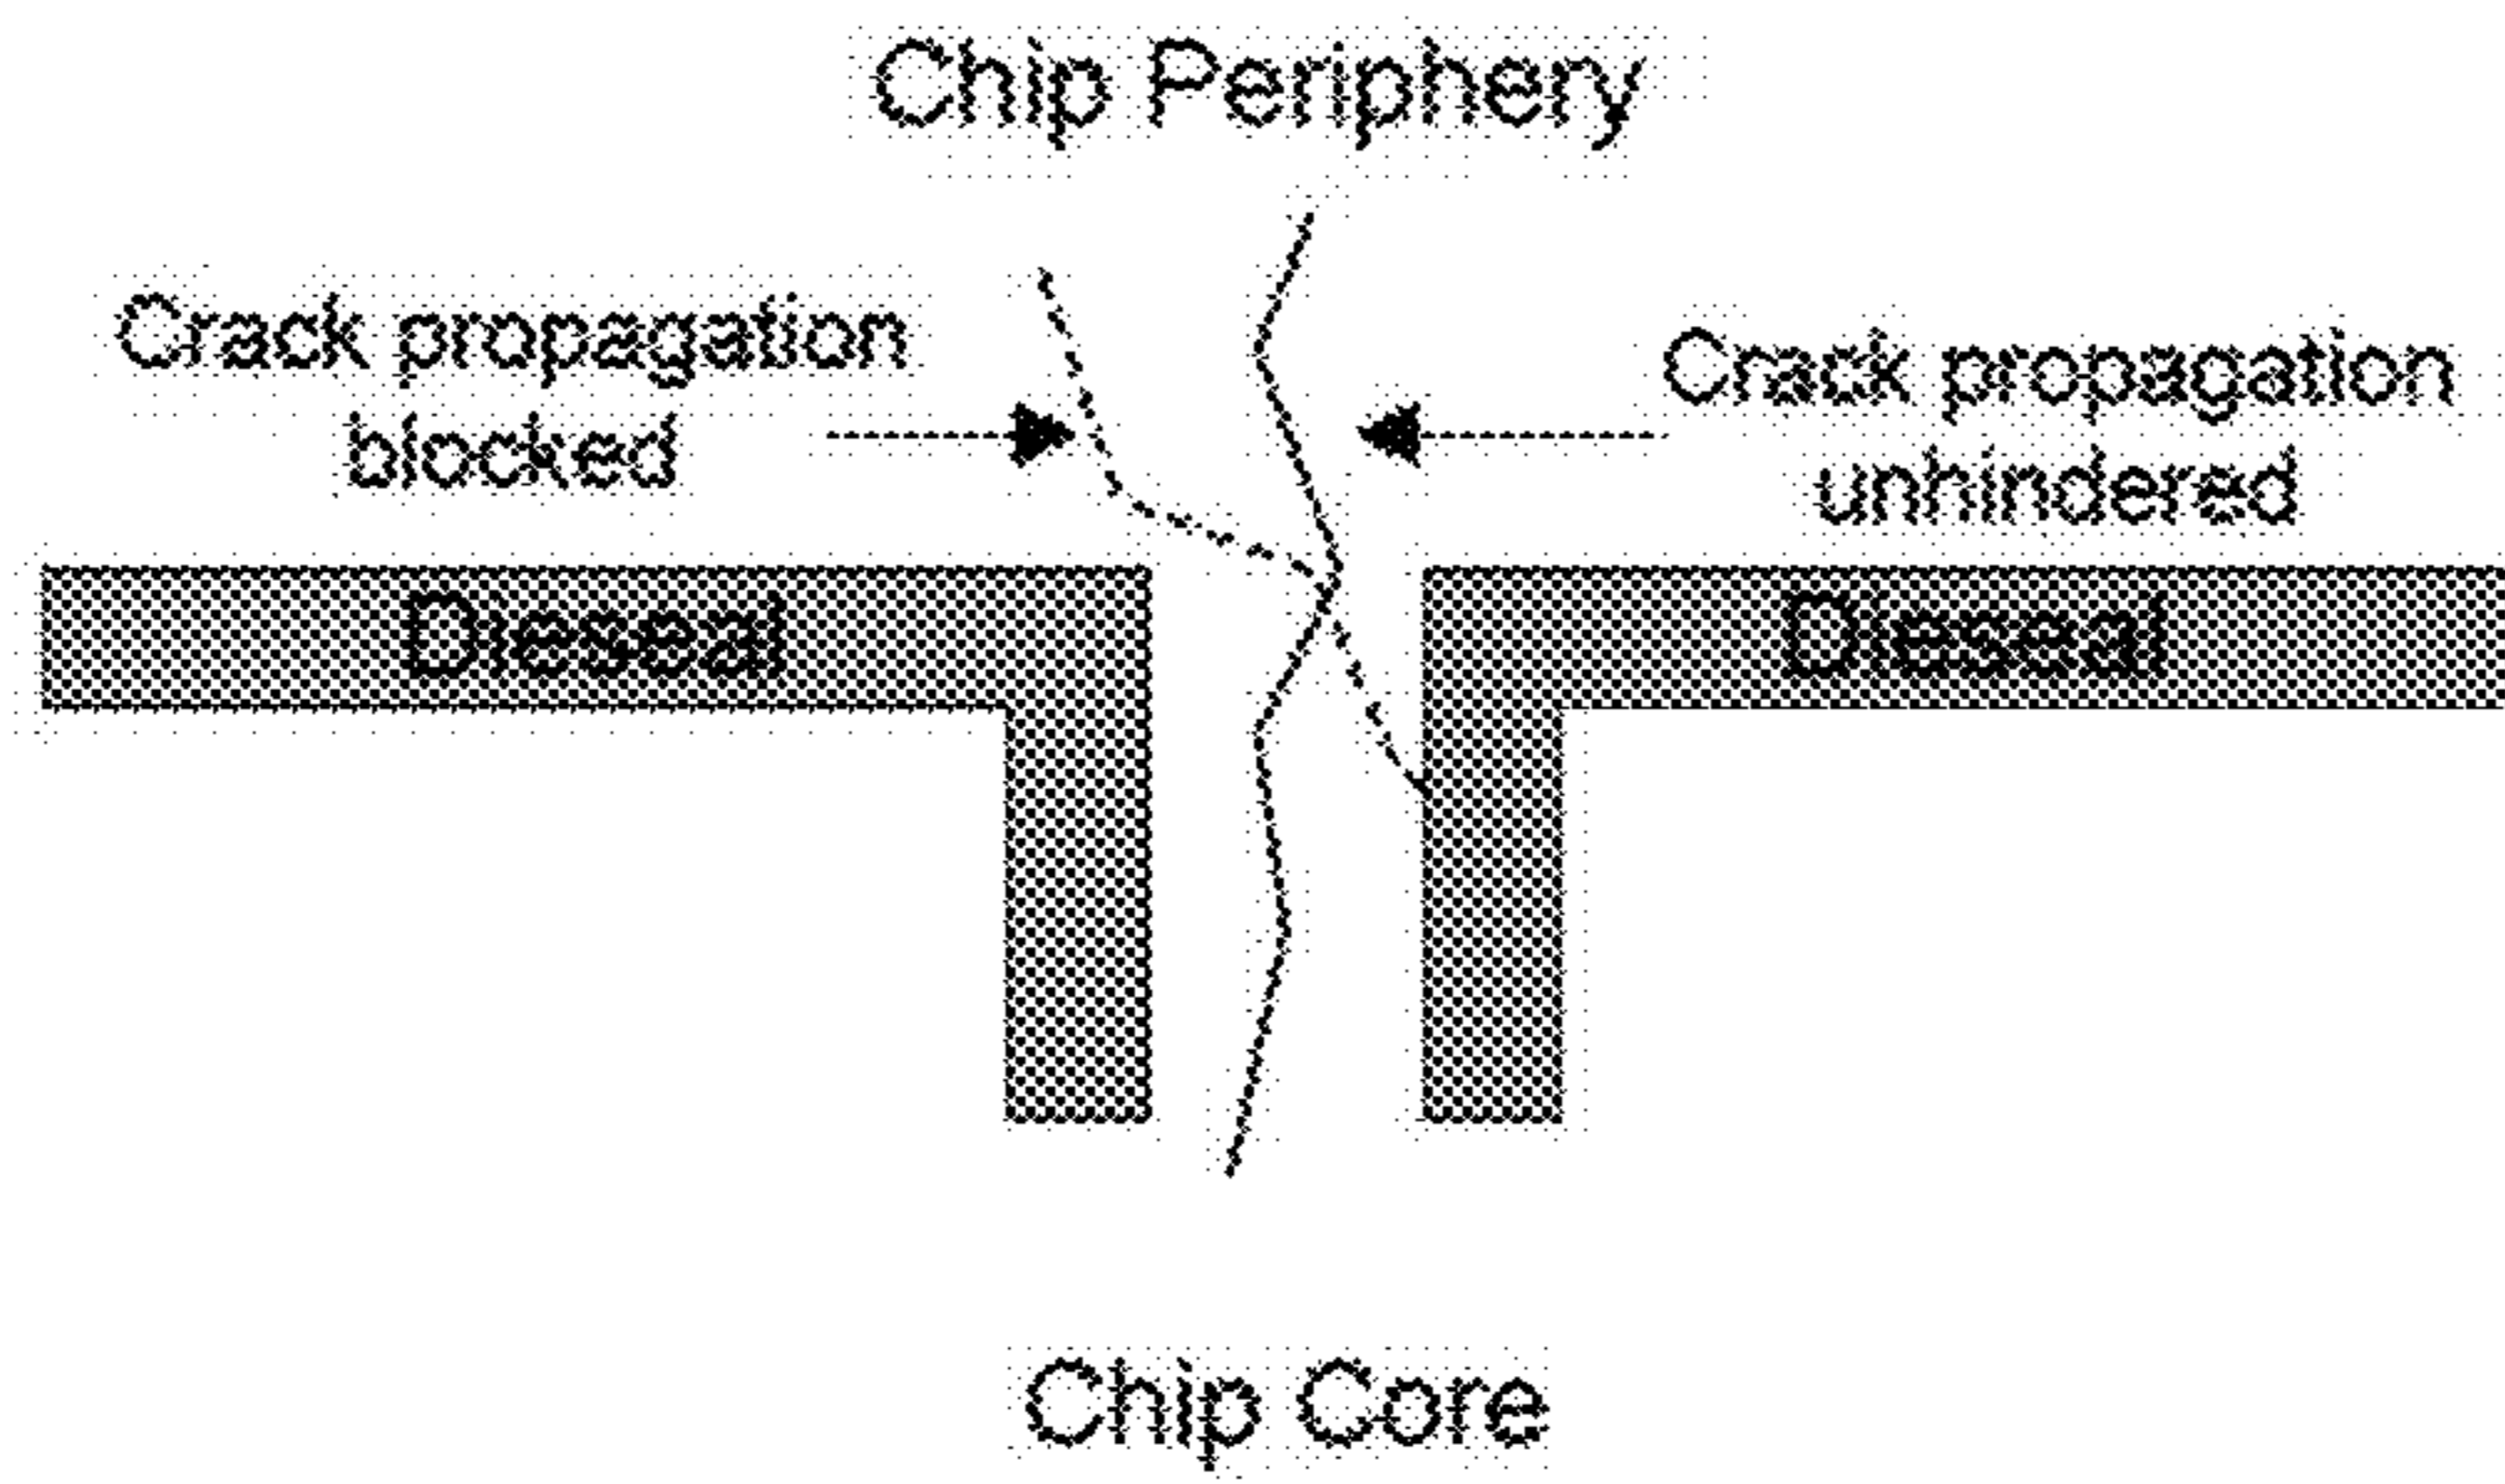 Chip Periphery
Crack propagation
blocked
Crack propagation
unhindered
Dieseal
Dieseal
Chip Core